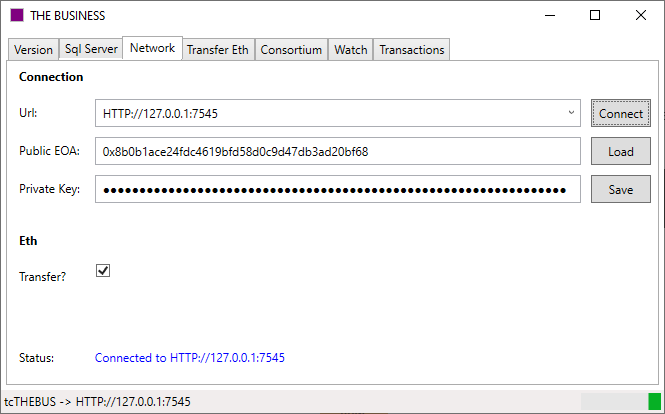 THE BUSINESS
Version Sql Server Network Transfer Eth Consortium Watch Transactions
Connection
Url: HTTP://127.0.0.1:7545 Connect
Public EOA: 0x8b0b1ace24fdc4619bfd58d0c9d47db3ad20bf68 Load
Private Key: ●●●●●●●●●●●●●●●●●●●●●●●●●●●●●●●●●●●●●●●●●●●●●●●●●●●●●●●●●●●●●●●● Save
Eth
Transfer?
Status: Connected to HTTP://127.0.0.1:7545
tcTHEBUS -> HTTP://127.0.0.1:7545